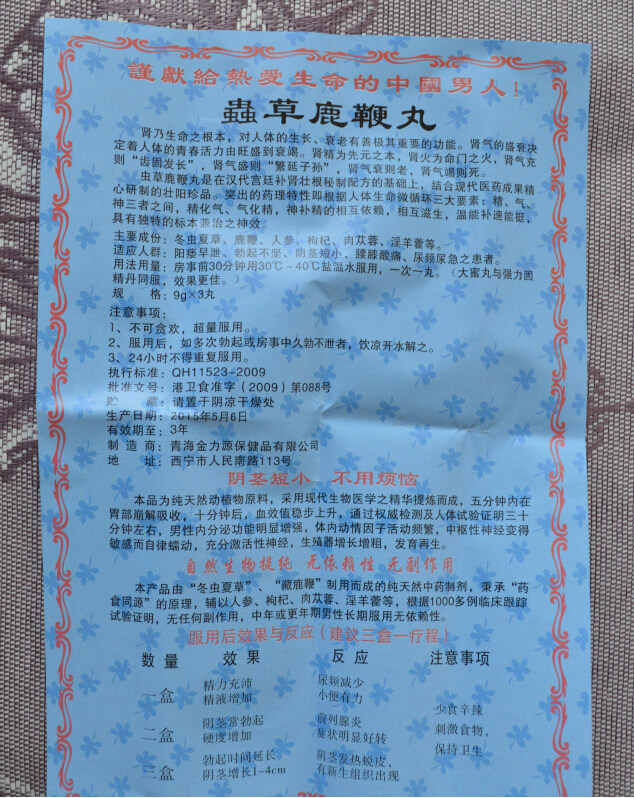 謹獻給熱愛生命的中國男人！
蟲草鹿鞭丸
肾乃生命之根本，对人体的生长、衰老有着极其重要的功能。肾气的盛衰决
定着人体的青春活力由旺盛到衰竭。肾精为先元之本，肾火为命门之火，肾气充
则“齿固发长”，肾气盛则“繁延子孙”，肾气衰则老，肾气竭则死。
虫草鹿鞭丸是在汉代宫廷补肾壮根秘制配方的基础上，结合现代医药成果精
心研制的壮阳珍品。突出的药理特性即根据人体生命微循环三大要素：精、气、
神三者之间，精化气、气化精，神补精的相互依赖，相互滋生，温能补速能挺，
具有独特的标本兼治之神效。
主要成份：冬虫夏草、鹿鞭、人参、枸杞、肉苁蓉、淫羊藿等。
适应人群：阳痿早泄、勃起不坚、阴茎短小、腰膝酸痛、尿频尿急之患者。
用法用量：房事前30分钟用30℃~40℃盐温水服用，一次一丸。（大蜜丸与强力固
精丹同服，效果更佳。）
规 格：9g×3丸
注意事项：
1、不可贪欢，超量服用。
2、服用后，如多次勃起或房事中久勃不泄者，饮凉开水解之。
3、24小时不得重复服用。
执行标准：QH11523-2009
批准文号：港卫食准字（2009）第088号
贮 藏：请置于阴凉干燥处
生产日期：2015年5月6日
有效期至：3年
制 造 商：青海金力源保健品有限公司
地 址：西宁市人民南路113号
阴茎短小 不用烦恼
本品为纯天然动植物原料，采用现代生物医学之精华提炼而成，五分钟内在
胃部崩解吸收，十分钟后，血效值稳步上升，通过权威检测及人体试验证明三十
分钟左右，男性内分泌功能明显增强，体内动情因子活动频繁，中枢性神经变得
敏感而自律蠕动，充分激活性神经，生殖器增长增粗，发育再生。
自然生物提纯 无依赖性 无副作用
本产品由“冬虫夏草”、“藏鹿鞭”制用而成的纯天然中药制剂，秉承“药
食同源”的原理，辅以人参、枸杞、肉苁蓉、淫羊藿等，根据1000多例临床跟踪
试验证明，无任何副作用，中年或更年期男性长期服用无依赖性。
服用后效果与反应（建议三盒一疗程）
数 量 效 果 反 应 注意事项
一盒 精力充沛 尿频减少
精液增加 小便有力
少食辛辣
二盒 阴茎常勃起 前列腺炎 刺激食物，
硬度增加 症状明显好转
保持卫生
三盒 勃起时间延长， 阴茎发热蜕皮，
阴茎增长1-4cm 有新生组织出现